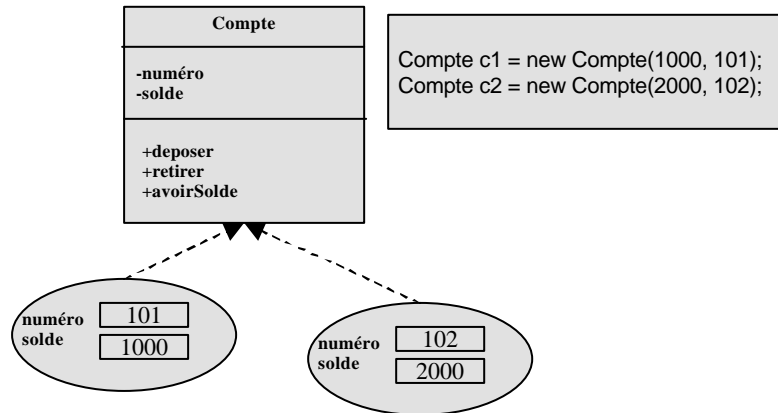 Compte
-numéro
-solde
+deposer
+retirer
+avoirSolde
Compte c1 = new Compte(1000, 101);
Compte c2 = new Compte(2000, 102);
numéro 101
solde 1000
numéro 102
solde 2000